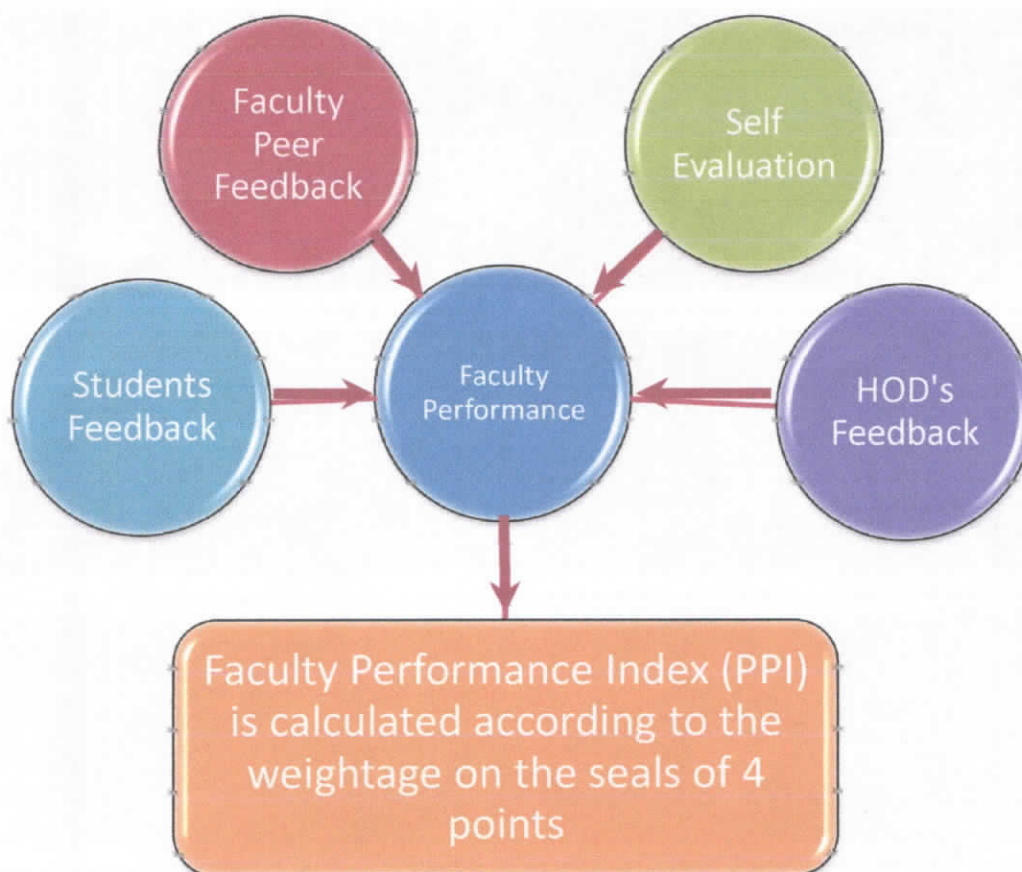 Faculty
Peer
Feedback
Self
Evaluation
Students
Feedback
Faculty
Performance
HOD's
Feedback
Faculty Performance Index (PPI)
is calculated according to the
weightage on the seals of 4
points